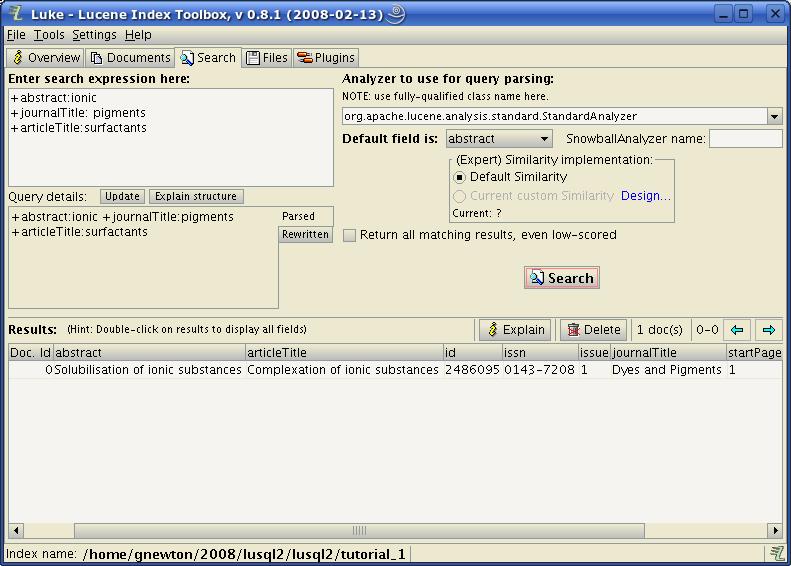 Luke - Lucene Index Toolbox, v 0.8.1 (2008-02-13)
File Tools Settings Help
Overview Documents Search Files Plugins
Enter search expression here:
+abstract:ionic
+journalTitle: pigments
+articleTitle:surfactants
Analyzer to use for query parsing:
NOTE: use fully-qualified class name here.
org.apache.lucene.analysis.standard.StandardAnalyzer
Default field is: abstract SnowballAnalyzer name:
(Expert) Similarity implementation:
Default Similarity
Current custom Similarity Design...
Current: ?
Query details: Update Explain structure
+abstract:ionic +journalTitle:pigments
+articleTitle:surfactants
Parsed
Rewritten
Return all matching results, even low-scored
Search
Results: (Hint: Double-click on results to display all fields) Explain Delete 1 doc(s) 0-0
Doc. Id abstract articleTitle id issn issue journalTitle startPage
0 Solubilisation of ionic substances Complexation of ionic substances 2486095 0143-7208 1 Dyes and Pigments 1
Index name: /home/gnewton/2008/lusql2/lusql2/tutorial_1